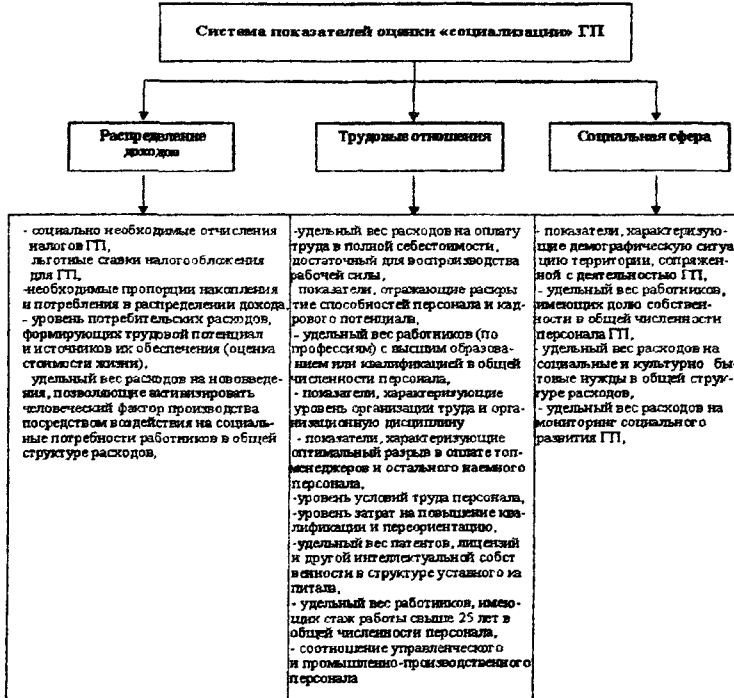 Система показателей оценки «социализации» ГП
Распределение
доходов
Трудовые отношения
Социальная сфера
- социально необходимые отчисления
налогов ГП,
льготные ставки налогообложения
для ГП,
-необходимые пропорции накопления
и потребления в распределении дохода,
- уровень потребительских расходов,
формирующих трудовой потенциал
и источников их обеспечения (оценка
стоимости жизни),
удельный вес расходов на нововведе-
ния, позволяющие активизировать
человеческий фактор производства
посредством воздействия на социаль-
ные потребности работников в общей
структуре расходов,
-удельный вес расходов на оплату
труда в полной себестоимости,
достаточный для воспроизводства
рабочей силы,
показатели, отражающие раскры
тие способностей персонала и кад-
рового потенциала,
- удельный вес работников (по
профессиям) с высшим образова-
нием или квалификацией в общей
численности персонала,
- показатели, характеризующие
уровень организации труда и орга-
низационную дисциплину
- показатели, характеризующие
оптимальный разрыв в оплате топ-
менеджеров и остального наемного
персонала,
-уровень условий труда персонала,
-уровень затрат на повышение ква-
лификации и переориентацию,
-удельный вес патентов, лицензий
и другой интеллектуальной собст
венности в структуре уставного ка
питала,
- удельный вес работников, имею-
щих стаж работы свыше 25 лет в
общей численности персонала,
- соотношение управленческого
и промышленно-производственного
персонала
- показатели, характеризую-
щие демографическую ситуа
цию территории, сопряжен-
ной с деятельностью ГП,
- удельный вес работников,
имеющих долю собствен-
ности в общей численности
персонала ГП,
- удельный вес расходов на
социальные и культурно бы
товые нужды в общей струк-
туре расходов,
- удельный вес расходов на
мониторинг социального
развития ГП,